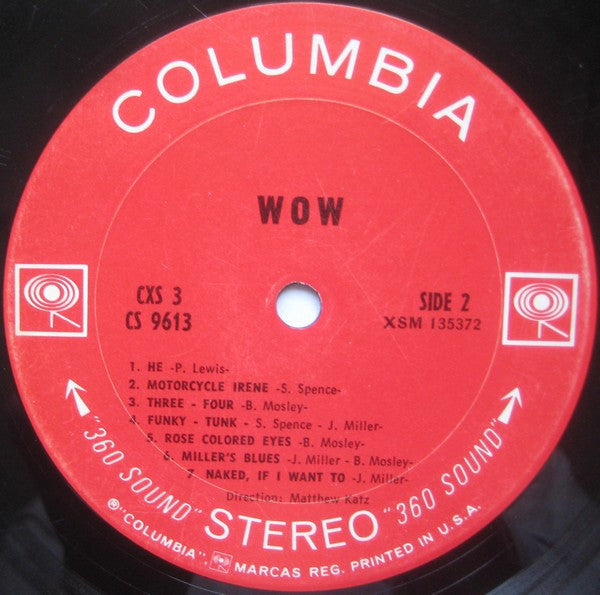 COLUMBIA
WOW
CXS 3
CS 9613
SIDE 2
XSM 135372
1. HE -P. Lewis-
2. MOTORCYCLE IRENE -S. Spence-
3. THREE - FOUR -B. Mosley-
4. FUNKY - TUNK - S. Spence - J. Miller-
5. ROSE COLORED EYES - B. Mosley-
6. MILLER'S BLUES -J. Miller - B. Mosley-
7 NAKED, IF I WANT TO -J. Miller-
Direction: Matthew Katz
"360 SOUND" STEREO "360 SOUND"
® "COLUMBIA", MARCAS REG. PRINTED IN U.S.A.